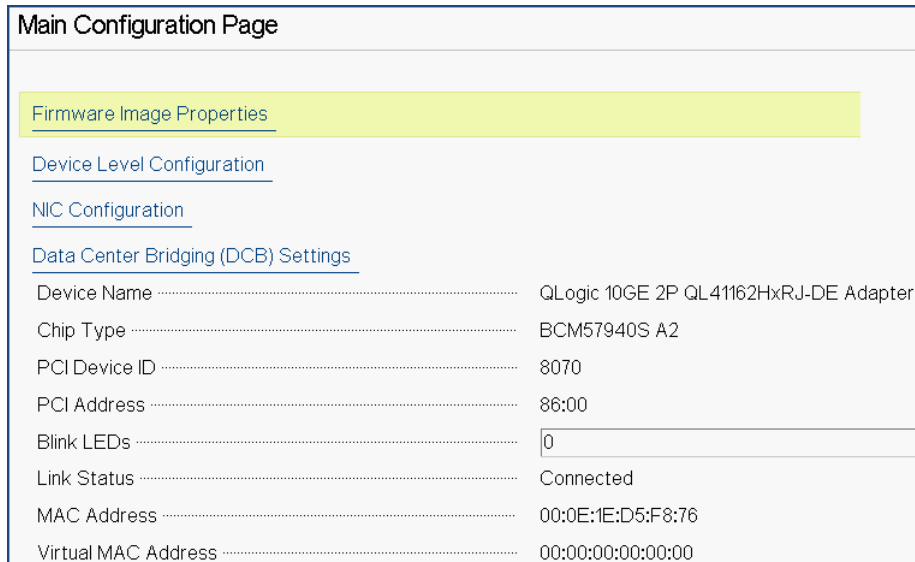 Main Configuration Page
Firmware Image Properties
Device Level Configuration
NIC Configuration
Data Center Bridging (DCB) Settings
Device Name QLogic 10GE 2P QL41162HxRJ-DE Adapter
Chip Type BCM57940S A2
PCI Device ID 8070
PCI Address 86:00
Blink LEDs 0
Link Status Connected
MAC Address 00:0E:1E:D5:F8:76
Virtual MAC Address 00:00:00:00:00:00